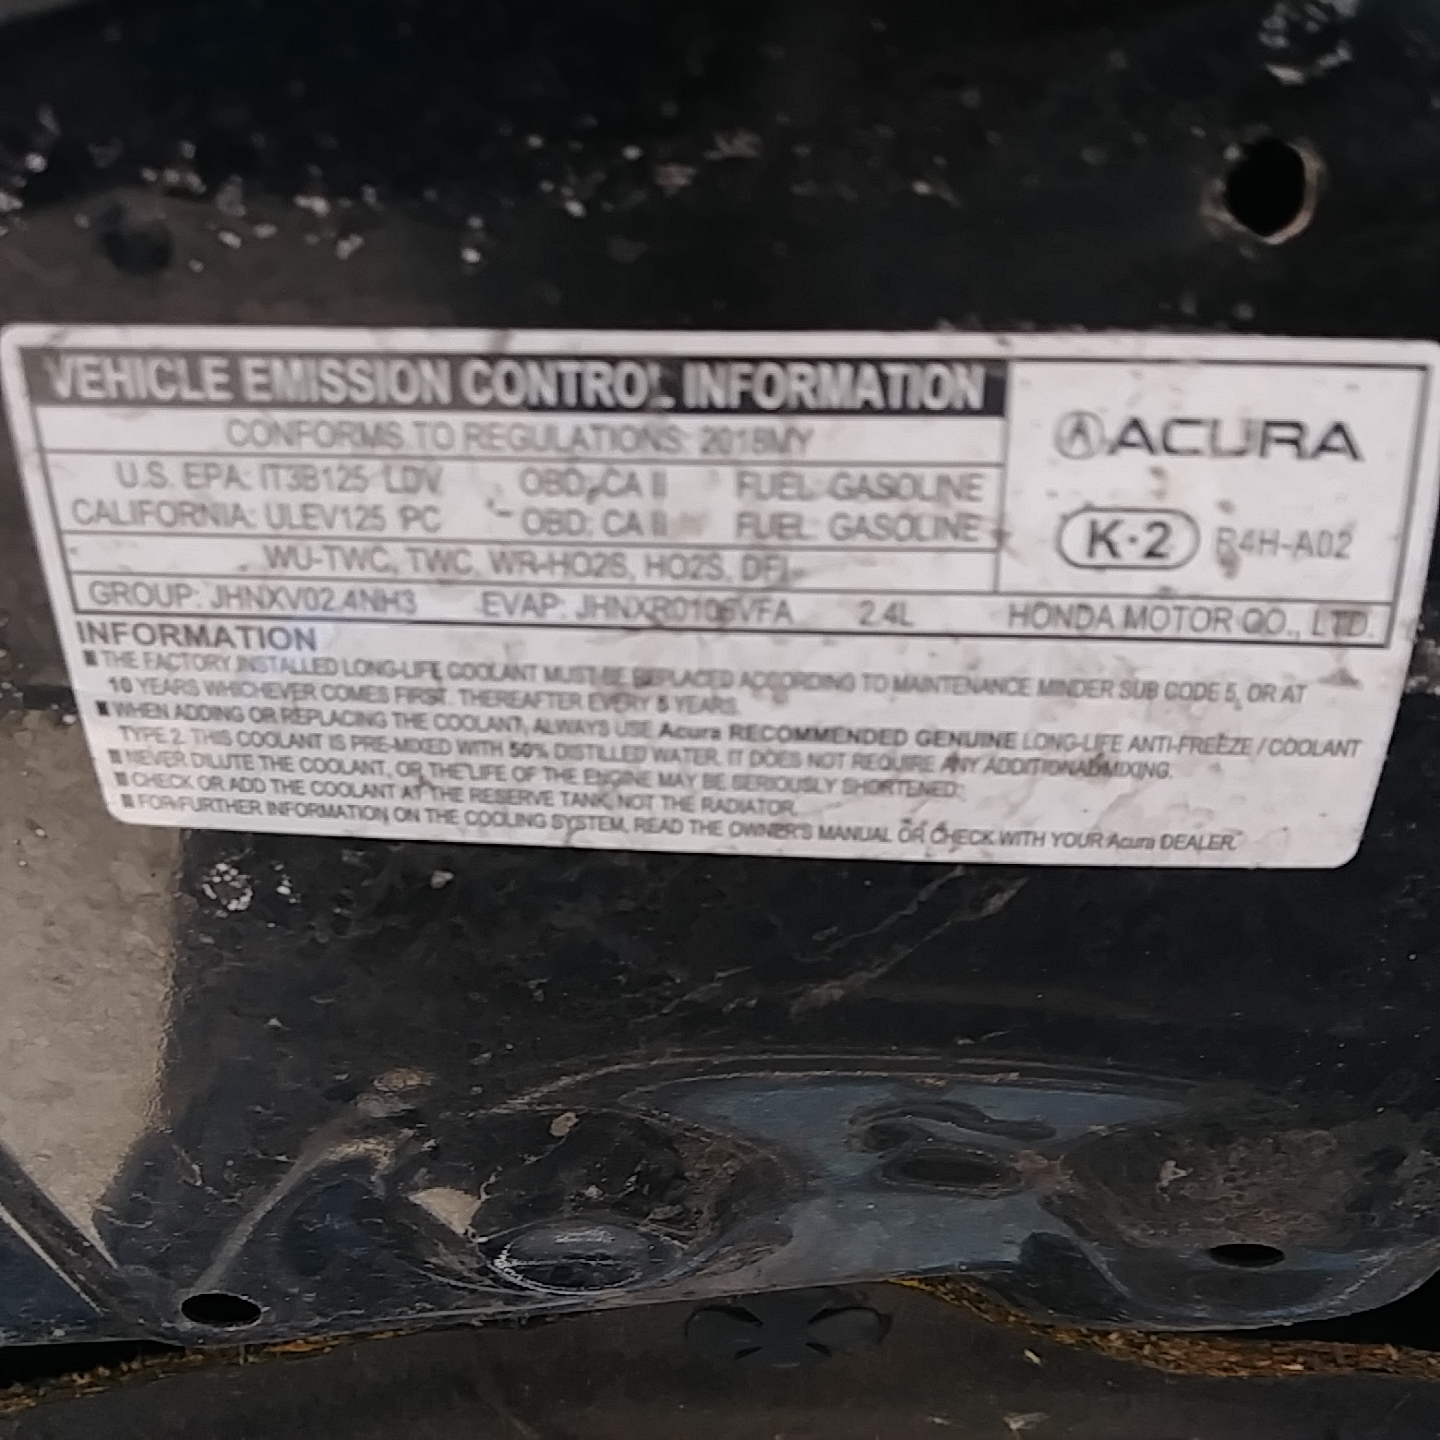 VEHICLE EMISSION CONTROL INFORMATION
CONFORMS TO REGULATIONS: 2018MY
U.S. EPA: T3B125 LDV OBD: CA II FUEL: GASOLINE
CALIFORNIA: ULEV125 PC OBD: CA II FUEL: GASOLINE
WU-TWC, TWC, WR-HO2S, HO2S, DFI
ACURA
K·2 R4H-A02
GROUP: JHNXV02.4NH3 EVAP: JHNXR0106VFA 2.4L HONDA MOTOR CO., LTD.
INFORMATION
■ THE FACTORY INSTALLED LONG-LIFE COOLANT MUST BE REPLACED ACCORDING TO MAINTENANCE MINDER SUB CODE 5, OR AT
10 YEARS WHICHEVER COMES FIRST. THEREAFTER EVERY 5 YEARS.
■ WHEN ADDING OR REPLACING THE COOLANT, ALWAYS USE Acura RECOMMENDED GENUINE LONG-LIFE ANTI-FREEZE / COOLANT
TYPE 2. THIS COOLANT IS PRE-MIXED WITH 50% DISTILLED WATER. IT DOES NOT REQUIRE ANY ADDITIONAL MIXING.
■ NEVER DILUTE THE COOLANT, OR THE LIFE OF THE ENGINE MAY BE SERIOUSLY SHORTENED.
■ CHECK OR ADD THE COOLANT AT THE RESERVE TANK, NOT THE RADIATOR.
■ FOR FURTHER INFORMATION ON THE COOLING SYSTEM, READ THE OWNER'S MANUAL OR CHECK WITH YOUR Acura DEALER.